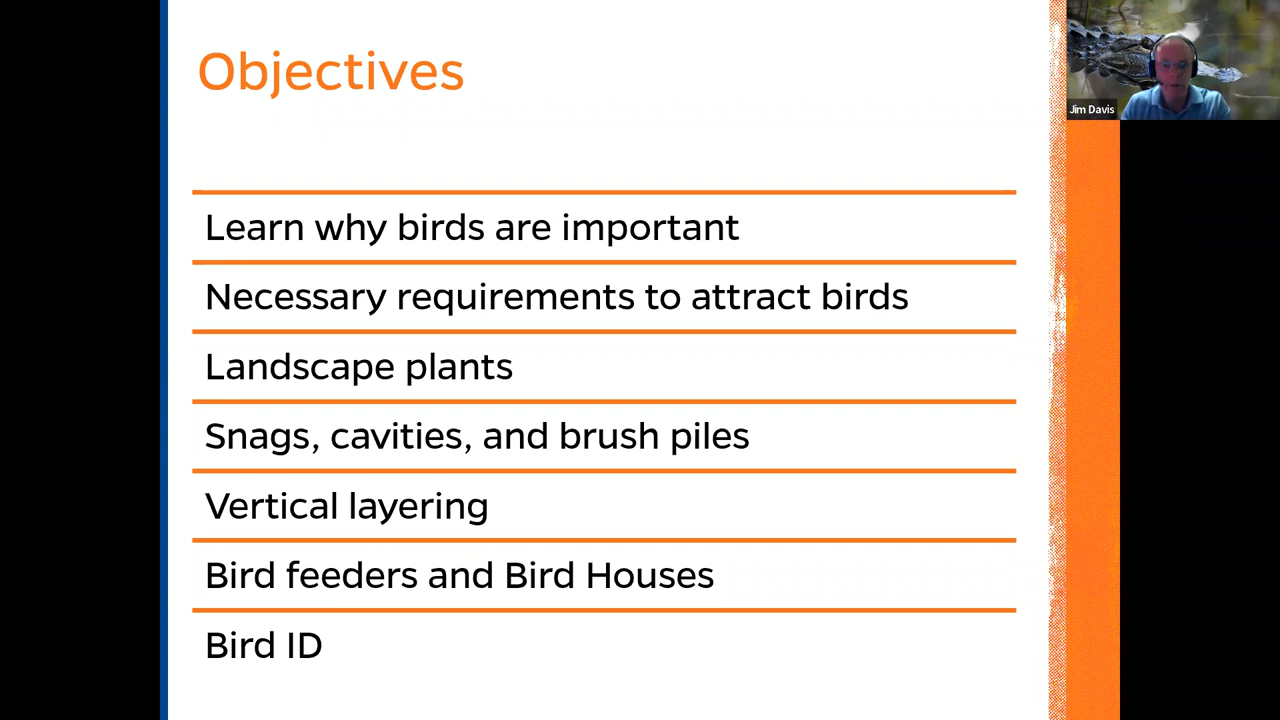 Objectives
Jim Davis
Learn why birds are important
Necessary requirements to attract birds
Landscape plants
Snags, cavities, and brush piles
Vertical layering
Bird feeders and Bird Houses
Bird ID